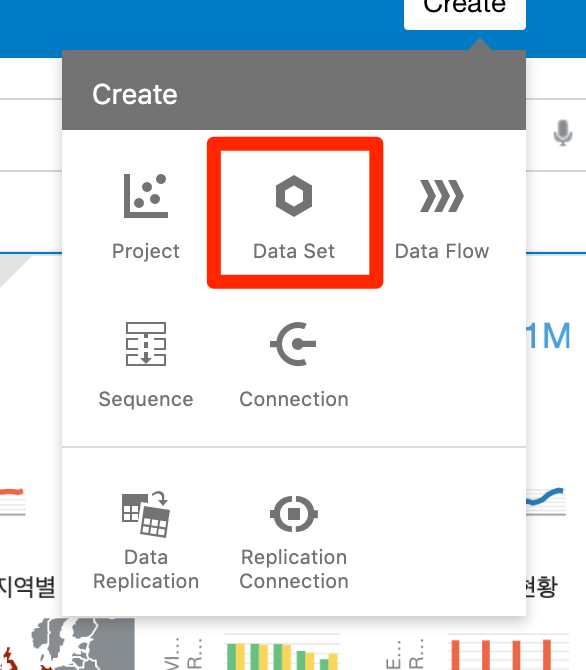 Create
Create
Project
Data Set
Data Flow
1M
Sequence
Connection
Data
Replication
Replication
Connection
지역별
현황
R...
E...
R...